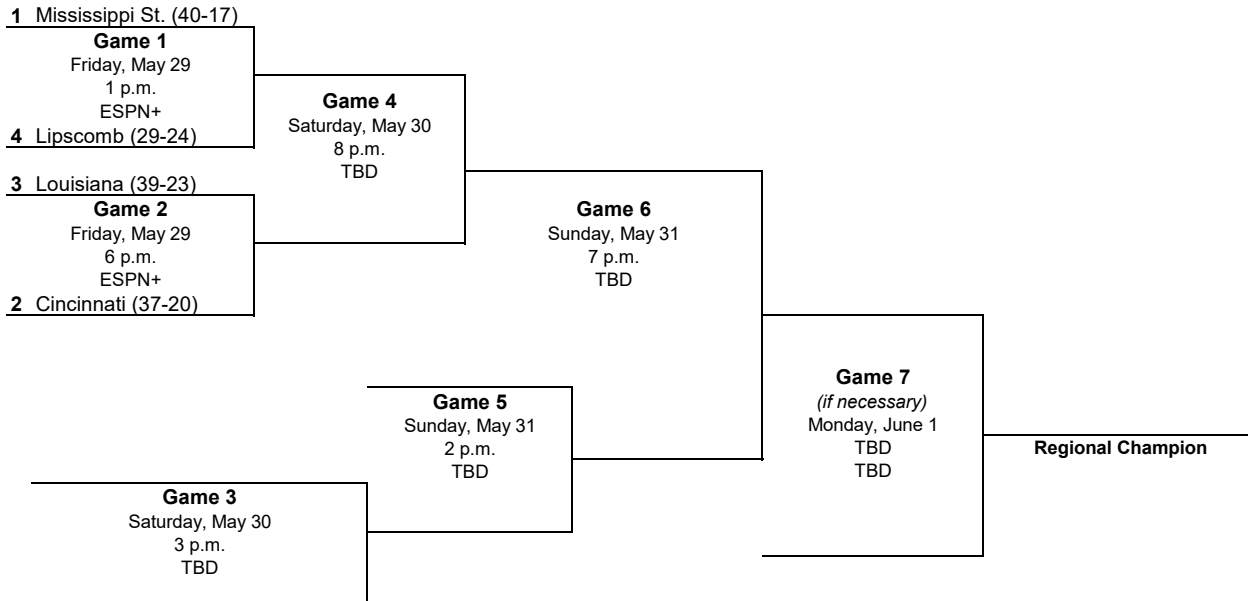 1 Mississippi St. (40-17)
Game 1
Friday, May 29
1 p.m.
ESPN+
4 Lipscomb (29-24)
3 Louisiana (39-23)
Game 2
Friday, May 29
6 p.m.
ESPN+
2 Cincinnati (37-20)
Game 4
Saturday, May 30
8 p.m.
TBD
Game 6
Sunday, May 31
7 p.m.
TBD
Game 5
Sunday, May 31
2 p.m.
TBD
Game 3
Saturday, May 30
3 p.m.
TBD
Game 7
(if necessary)
Monday, June 1
TBD
TBD
Regional Champion